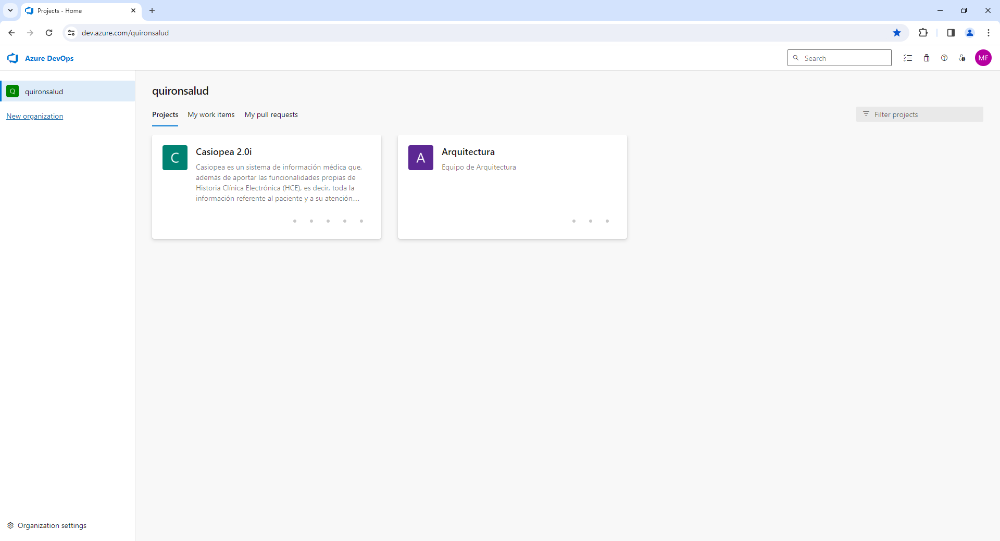 Projects - Home
dev.azure.com/quironsalud
Azure DevOps
Search
MF
Q
quironsalud
New organization
quironsalud
Projects
My work items
My pull requests
Filter projects
C
Casiopea 2.0i
Casiopea es un sistema de información médica que,
además de aportar las funcionalidades propias de
Historia Clínica Electrónica (HCE), es decir, toda la
información referente al paciente y a su atención,...
A
Arquitectura
Equipo de Arquitectura
Organization settings